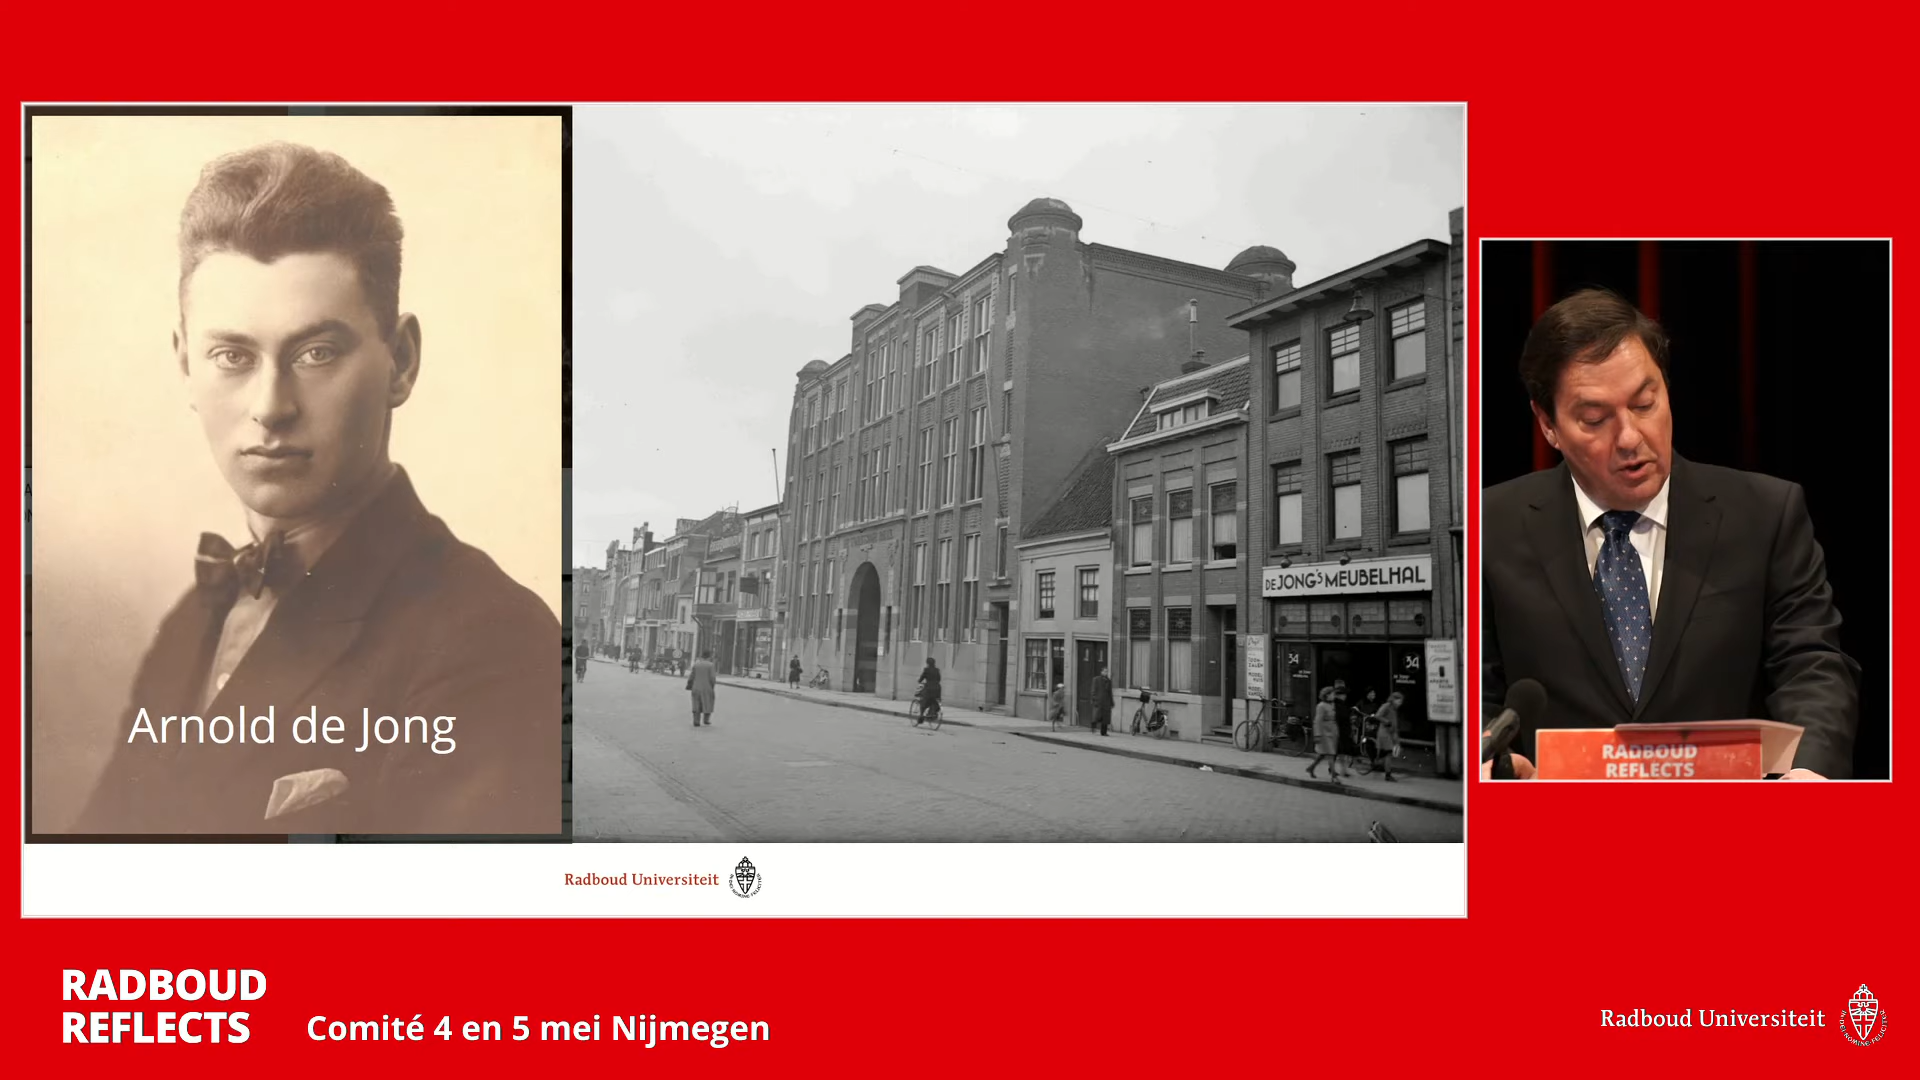 Arnold de Jong
DE JONG'S MEUBELHAL
34
34
Radboud Universiteit
RADBOUD
REFLECTS
RADBOUD
REFLECTS
Comité 4 en 5 mei Nijmegen
Radboud Universiteit